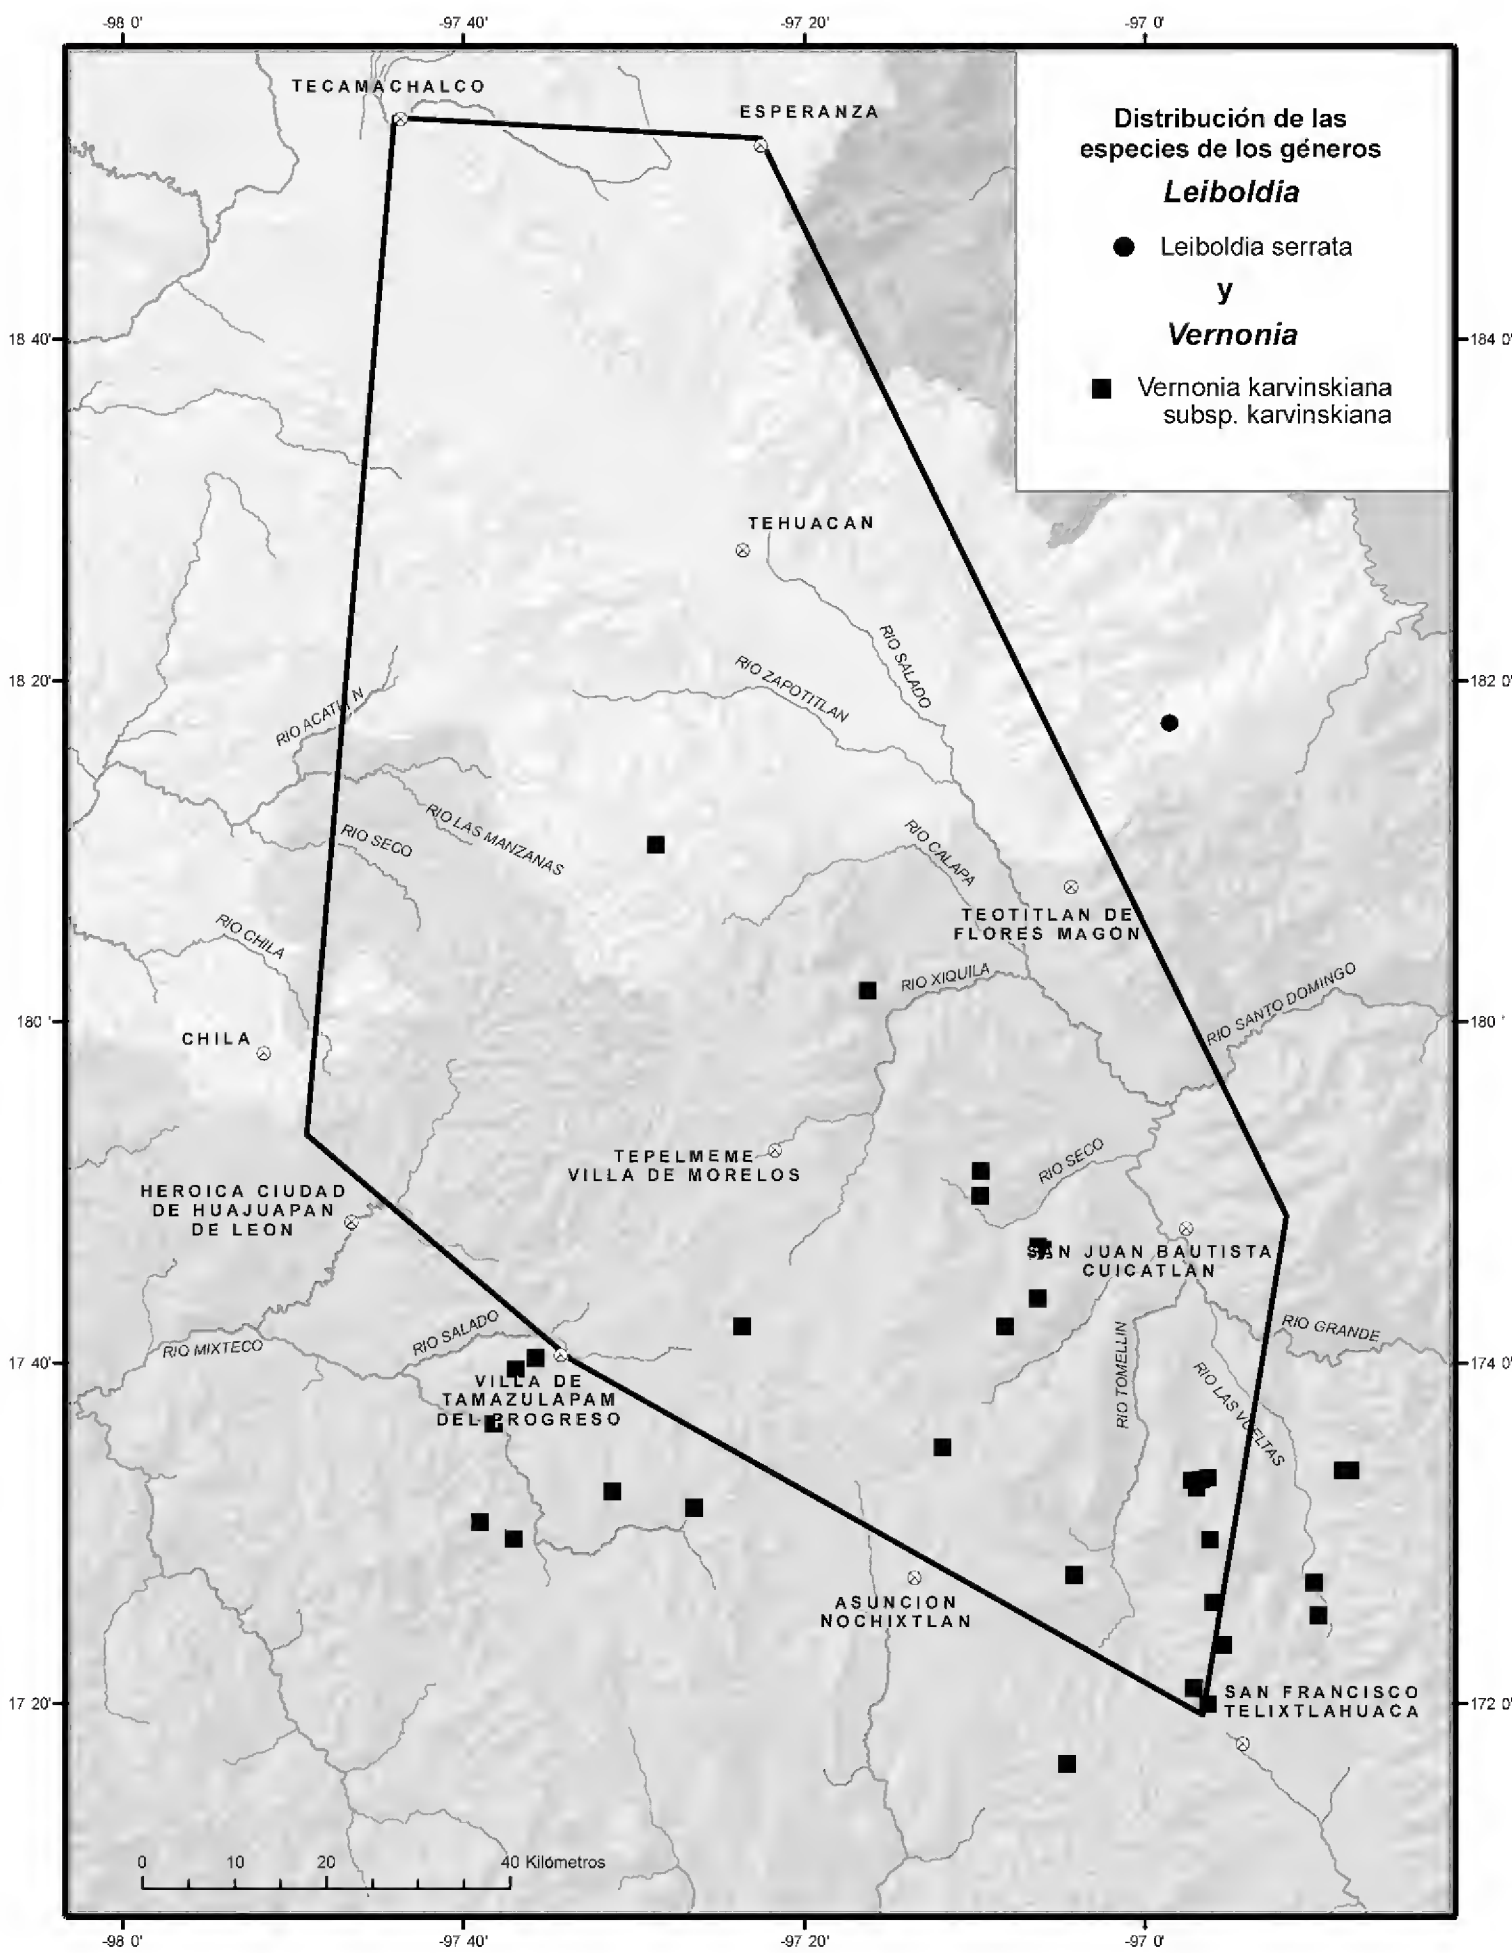 -98 0'
-97 40'
-97 20'
-97 0'
TECAMACHALCO
ESPERANZA
Distribución de las
especies de los géneros
Leiboldia
Leiboldia serrata
y
Vernonia
Vernonia karvinskiana
subsp. karvinskiana
18 40'
184 0'
TEHUACAN
RIO SALADO
RIO ZAPOTITLAN
18 20'
182 0'
RIO ACATL N
RIO LAS MANZANAS
RIO SECO
RIO CALAPA
TEOTITLAN DE
FLORES MAGON
RIO CHILA
RIO XIQUILA
RIO SANTO DOMINGO
180 '
180 '
CHILA
TEPELMEME
VILLA DE MORELOS
RIO SECO
HEROICA CIUDAD
DE HUAJUAPAN
DE LEON
SAN JUAN BAUTISTA
CUICATLAN
RIO MIXTECO
RIO SALADO
RIO GRANDE
17 40'
174 0'
RIO TOMELLIN
RIO LAS VUELTAS
VILLA DE
TAMAZULAPAM
DEL PROGRESO
ASUNCION
NOCHIXTLAN
17 20'
172 0'
SAN FRANCISCO
TELIXTLAHUACA
0 10 20 40 Kilómetros
-98 0'
-97 40'
-97 20'
-97 0'